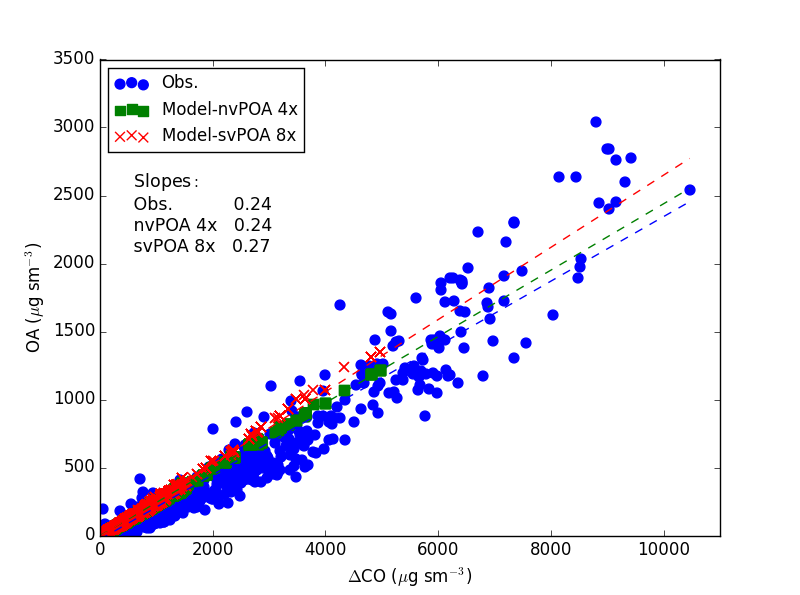 3500
3000
2500
2000
1500
1000
500
0
0 2000 4000 6000 8000 10000
OA (μg sm⁻³)
ΔCO (μg sm⁻³)
Obs.
Model-nvPOA 4x
Model-svPOA 8x
Slopes:
Obs. 0.24
nvPOA 4x 0.24
svPOA 8x 0.27